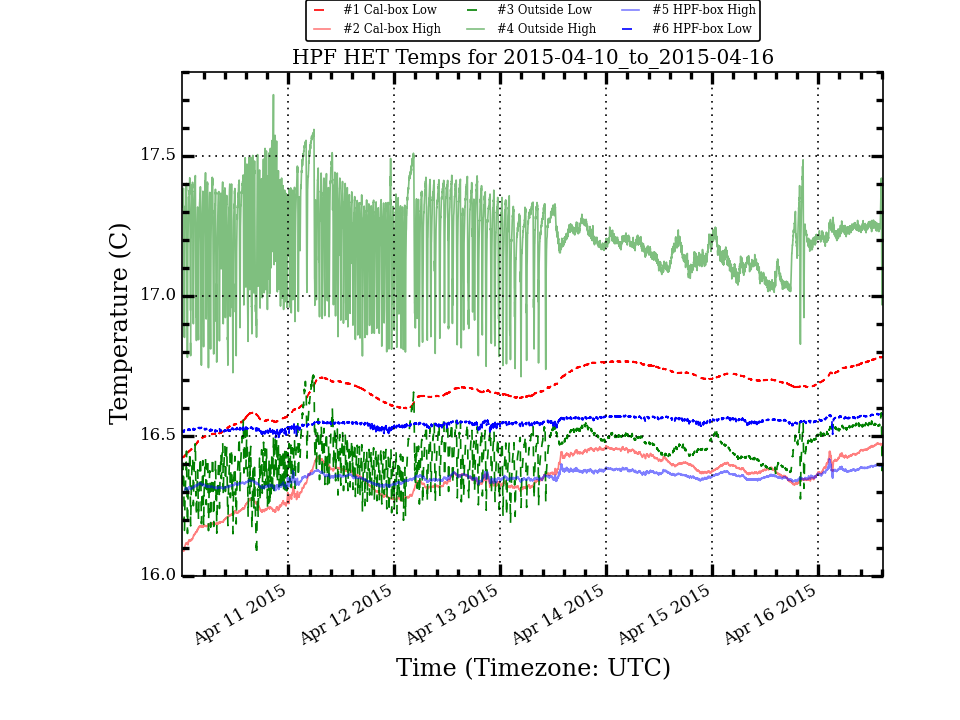 #1 Cal-box Low #3 Outside Low #5 HPF-box High
#2 Cal-box High #4 Outside High #6 HPF-box Low
HPF HET Temps for 2015-04-10_to_2015-04-16
17.5
17.0
16.5
16.0
Temperature (C)
Apr 11 2015 Apr 12 2015 Apr 13 2015 Apr 14 2015 Apr 15 2015 Apr 16 2015
Time (Timezone: UTC)